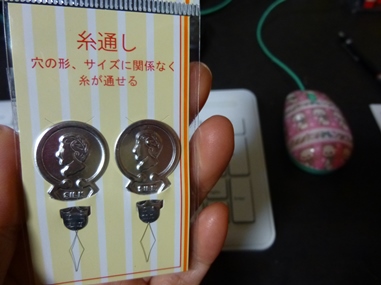 糸通し
穴の形、サイズに関係なく
糸が通せる